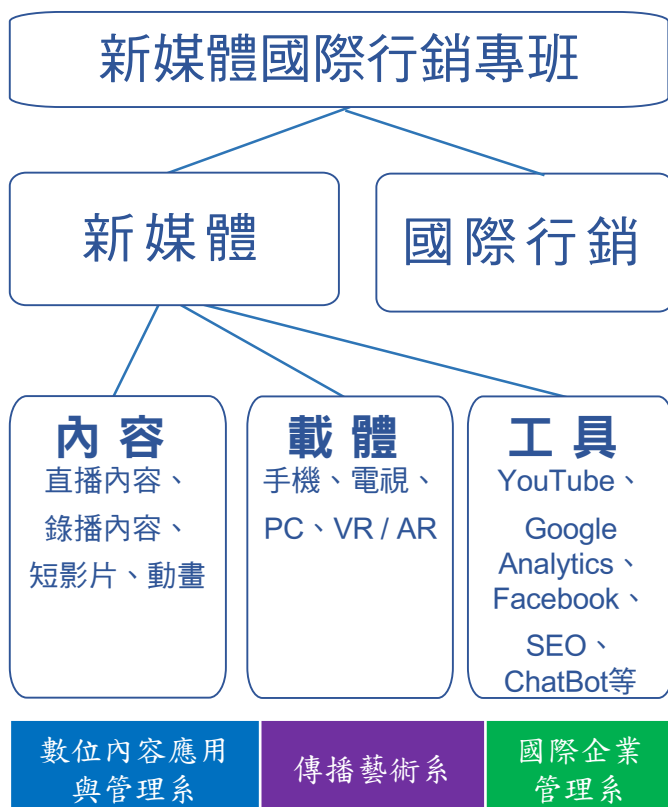 新媒體國際行銷專班
新媒體
國際行銷
內容
直播內容、
錄播內容、
短影片、動畫
載體
手機、電視、
PC、VR / AR
工具
YouTube、
Google
Analytics、
Facebook、
SEO、
ChatBot等
數位內容應用
與管理系
傳播藝術系
國際企業
管理系